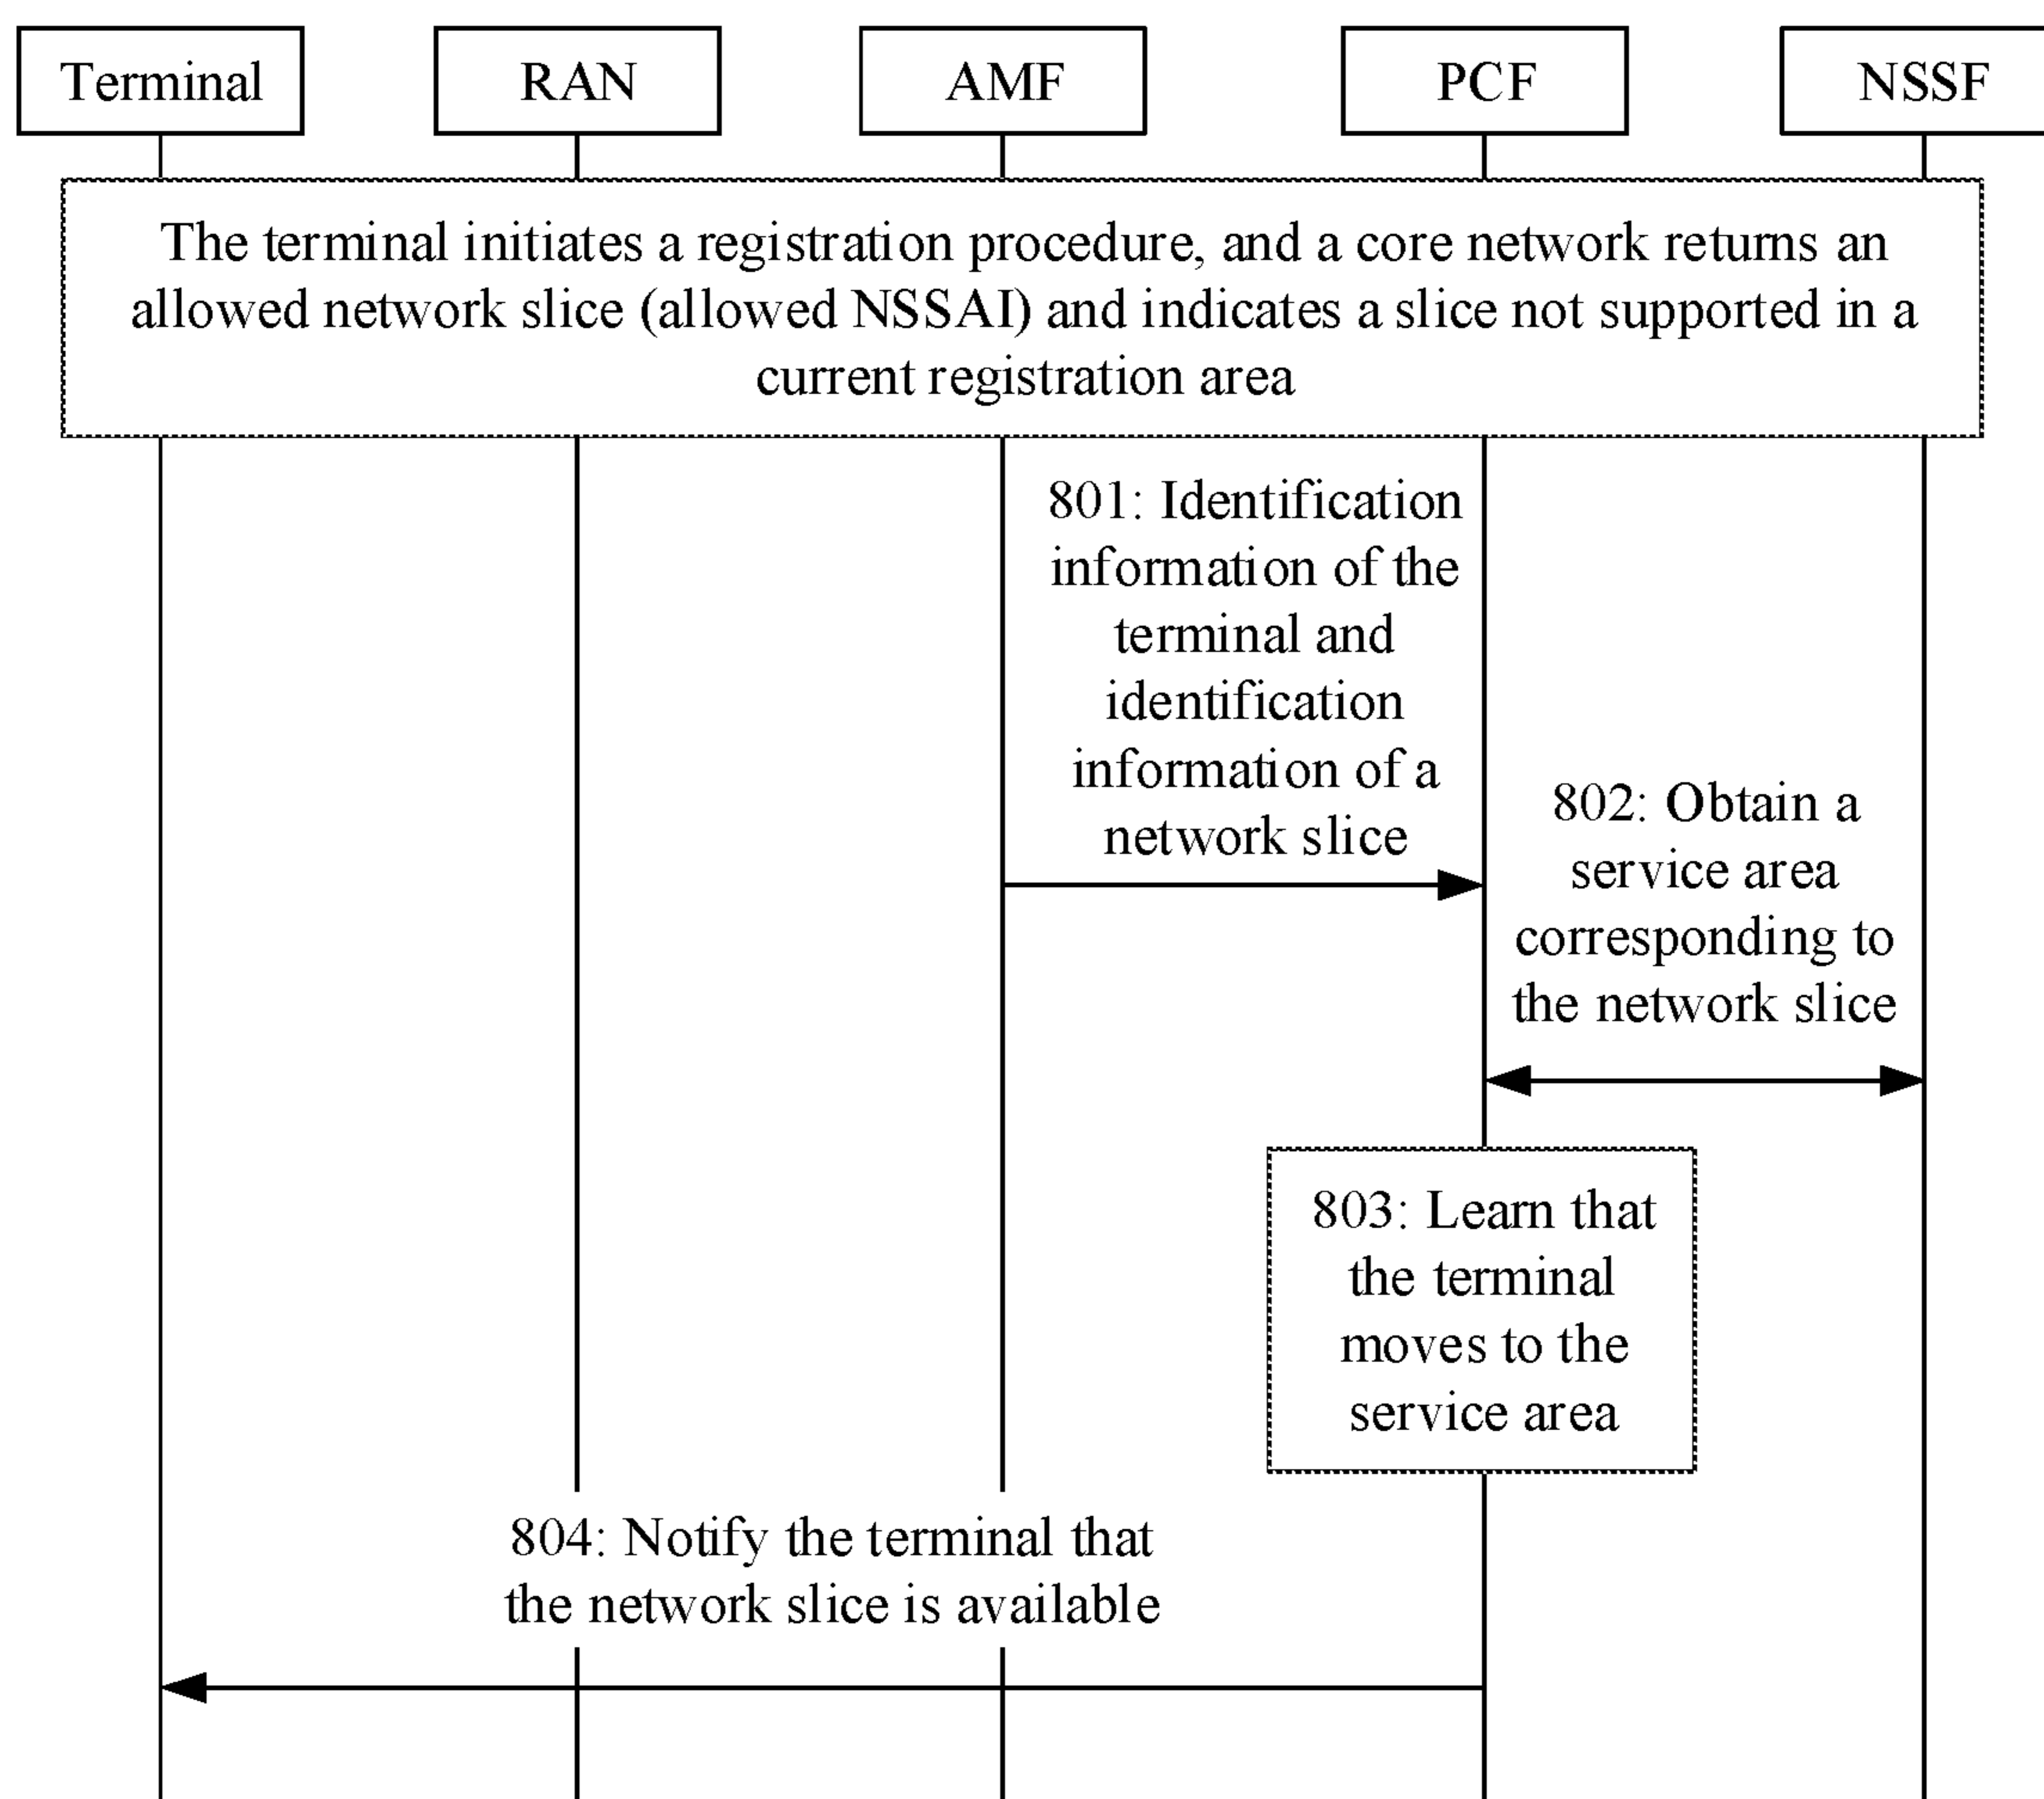 Terminal
RAN
AMF
PCF
NSSF
The terminal initiates a registration procedure, and a core network returns an
allowed network slice (allowed NSSAI) and indicates a slice not supported in a
current registration area
801: Identification
information of the
terminal and
identification
information of a
network slice
802: Obtain a
service area
corresponding to
the network slice
803: Learn that
the terminal
moves to the
service area
804: Notify the terminal that
the network slice is available